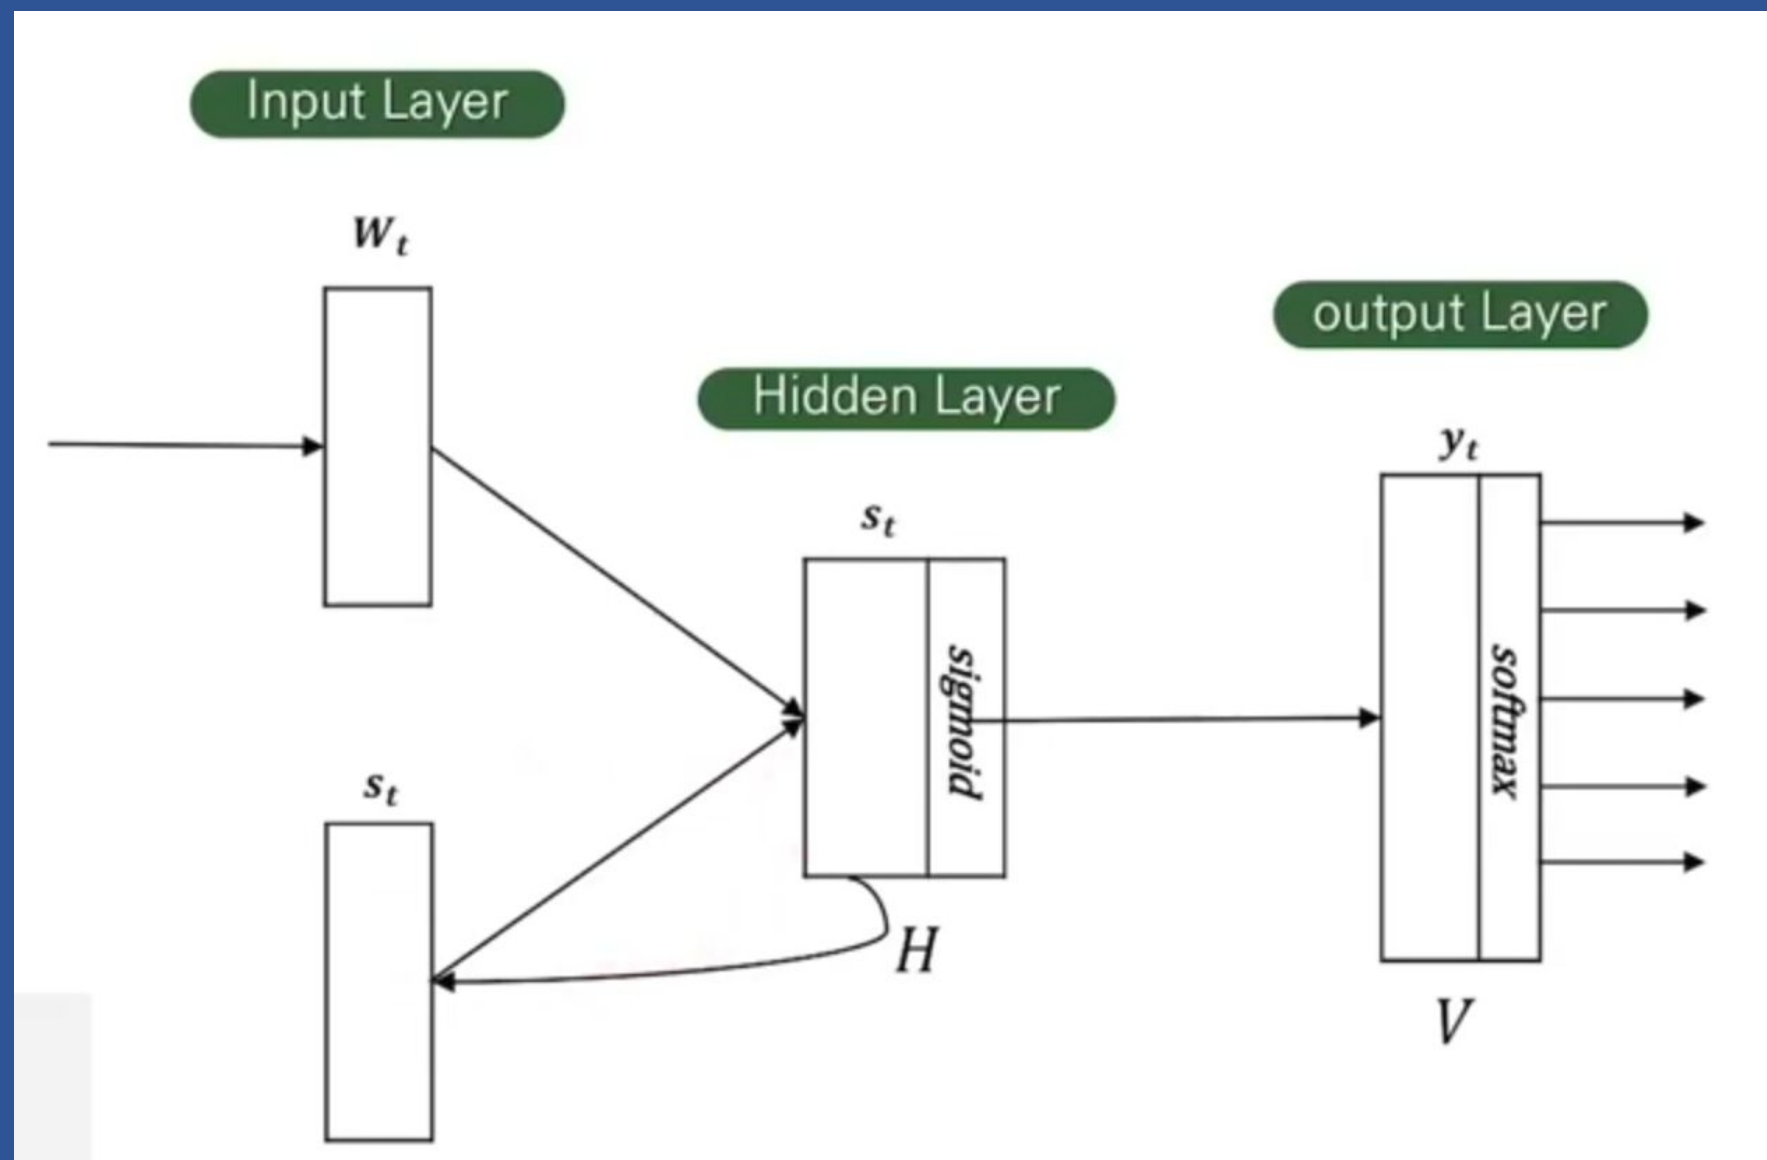 Input Layer
W_t
output Layer
Hidden Layer
y_t
s_t
sigmoid
softmax
s_t
H
V